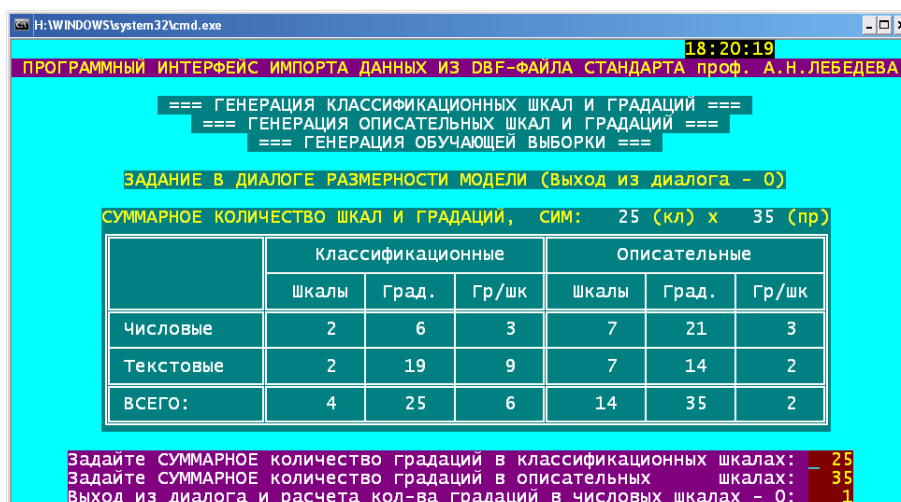 H:\WINDOWS\system32\cmd.exe
18:20:19
ПРОГРАММНЫЙ ИНТЕРФЕЙС ИМПОРТА ДАННЫХ ИЗ DBF-ФАЙЛА СТАНДАРТА проф. А.Н.ЛЕБЕДЕВА
=== ГЕНЕРАЦИЯ КЛАССИФИКАЦИОННЫХ ШКАЛ И ГРАДАЦИЙ ===
=== ГЕНЕРАЦИЯ ОПИСАТЕЛЬНЫХ ШКАЛ И ГРАДАЦИЙ ===
=== ГЕНЕРАЦИЯ ОБУЧАЮЩЕЙ ВЫБОРКИ ===
ЗАДАНИЕ В ДИАЛОГЕ РАЗМЕРНОСТИ МОДЕЛИ (Выход из диалога - 0)
СУММАРНОЕ КОЛИЧЕСТВО ШКАЛ И ГРАДАЦИЙ, СИМ: 25 (кл) x 35 (пр)
Классификационные Описательные
Шкалы Град. Гр/шк Шкалы Град. Гр/шк
Числовые 2 6 3 7 21 3
Текстовые 2 19 9 7 14 2
ВСЕГО: 4 25 6 14 35 2
Задайте СУММАРНОЕ количество градаций в классификационных шкалах: _ 25
Задайте СУММАРНОЕ количество градаций в описательных шкалах: 35
Выход из диалога и расчета кол-ва градаций в числовых шкалах - 0: 1